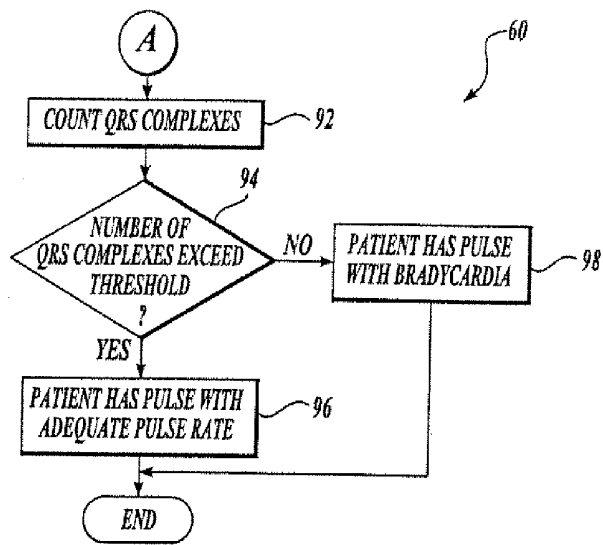 60
A
COUNT QRS COMPLEXES
92
94
NUMBER OF
QRS COMPLEXES EXCEED
THRESHOLD
?
NO
PATIENT HAS PULSE
WITH BRADYCARDIA
98
YES
PATIENT HAS PULSE WITH
ADEQUATE PULSE RATE
96
END